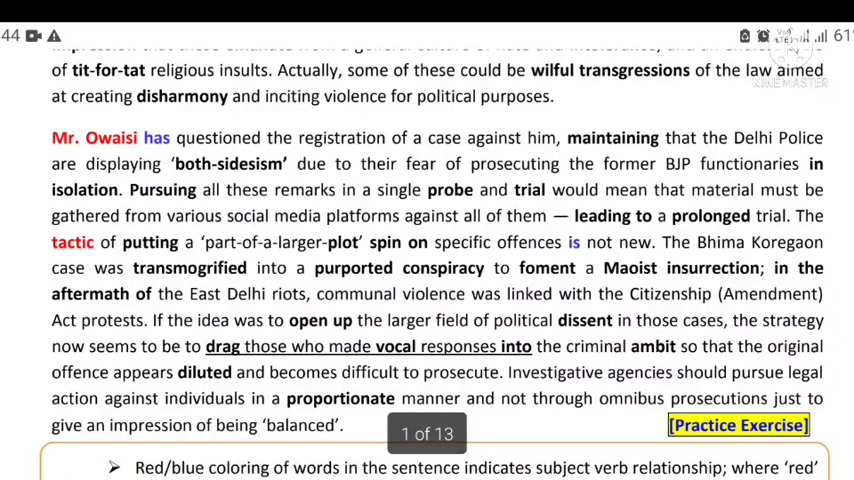 44
61
of tit-for-tat religious insults. Actually, some of these could be wilful transgressions of the law aimed
KINEMASTER
at creating disharmony and inciting violence for political purposes.
Mr. Owaisi has questioned the registration of a case against him, maintaining that the Delhi Police
are displaying ‘both-sidesism’ due to their fear of prosecuting the former BJP functionaries in
isolation. Pursuing all these remarks in a single probe and trial would mean that material must be
gathered from various social media platforms against all of them — leading to a prolonged trial. The
tactic of putting a ‘part-of-a-larger-plot’ spin on specific offences is not new. The Bhima Koregaon
case was transmogrified into a purported conspiracy to foment a Maoist insurrection; in the
aftermath of the East Delhi riots, communal violence was linked with the Citizenship (Amendment)
Act protests. If the idea was to open up the larger field of political dissent in those cases, the strategy
now seems to be to drag those who made vocal responses into the criminal ambit so that the original
offence appears diluted and becomes difficult to prosecute. Investigative agencies should pursue legal
action against individuals in a proportionate manner and not through omnibus prosecutions just to
give an impression of being ‘balanced’. [Practice Exercise]
1 of 13
➤ Red/blue coloring of words in the sentence indicates subject verb relationship; where ‘red’